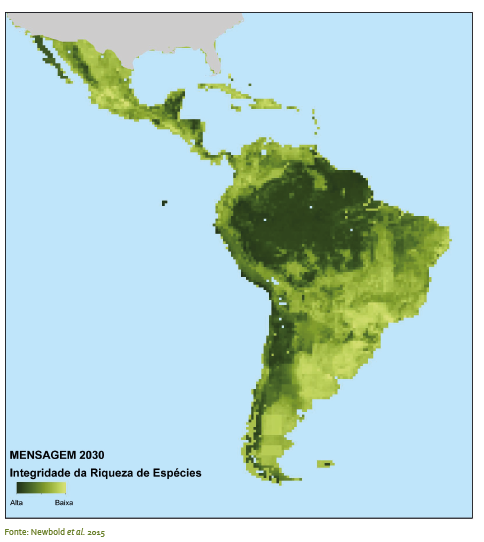 MENSAGEM 2030
Integridade da Riqueza de Espécies
Alta Baixa
Fonte: Newbold et al. 2015